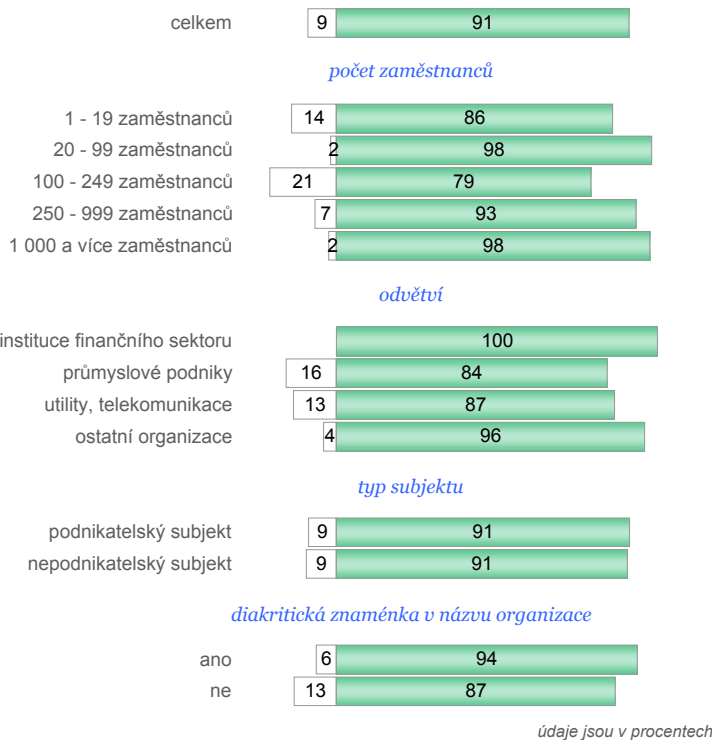 celkem 9 91
počet zaměstnanců
1 - 19 zaměstnanců 14 86
20 - 99 zaměstnanců 2 98
100 - 249 zaměstnanců 21 79
250 - 999 zaměstnanců 7 93
1 000 a více zaměstnanců 2 98
odvětví
instituce finančního sektoru 100
průmyslové podniky 16 84
utility, telekomunikace 13 87
ostatní organizace 4 96
typ subjektu
podnikatelský subjekt 9 91
nepodnikatelský subjekt 9 91
diakritická znaménka v názvu organizace
ano 6 94
ne 13 87
údaje jsou v procentech